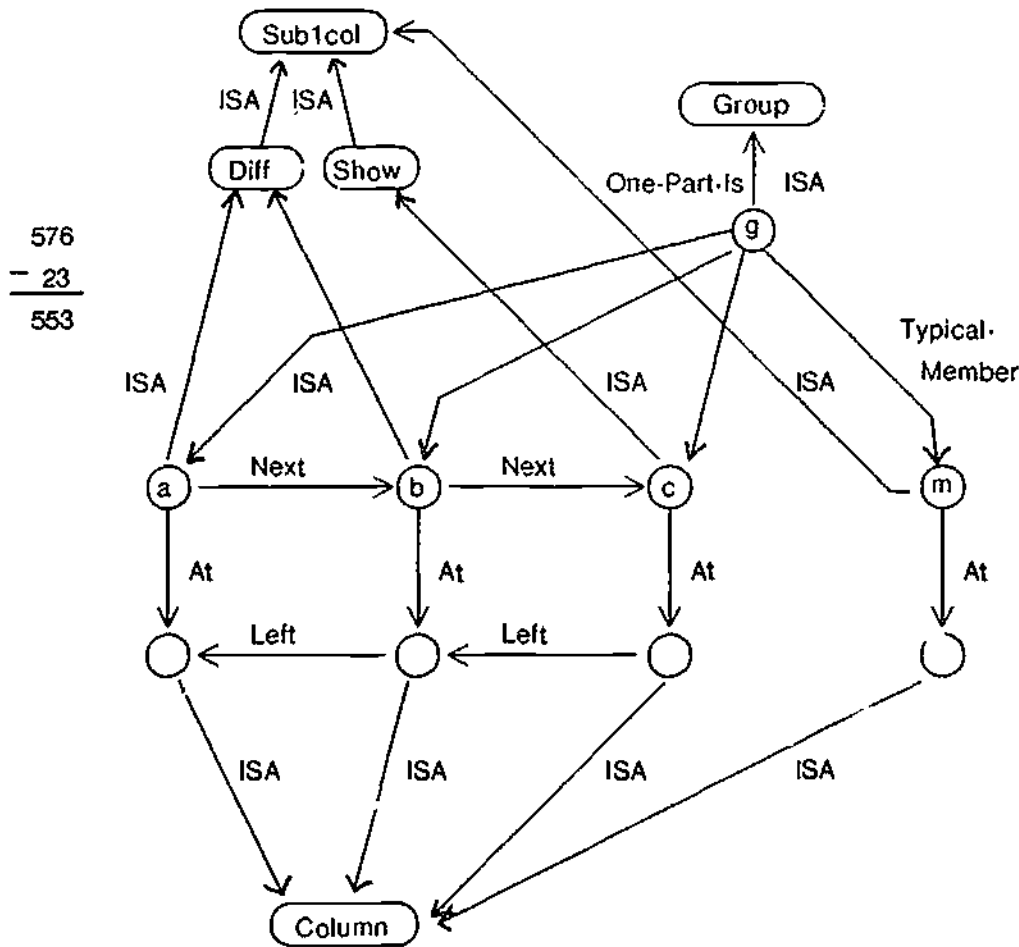 Sub1col
ISA ISA
Group
Diff Show
One-Part-Is ISA
g
576
− 23
553
Typical-
Member
ISA ISA ISA ISA
a Next b Next c m
At At At At
Left Left
ISA ISA ISA ISA
Column